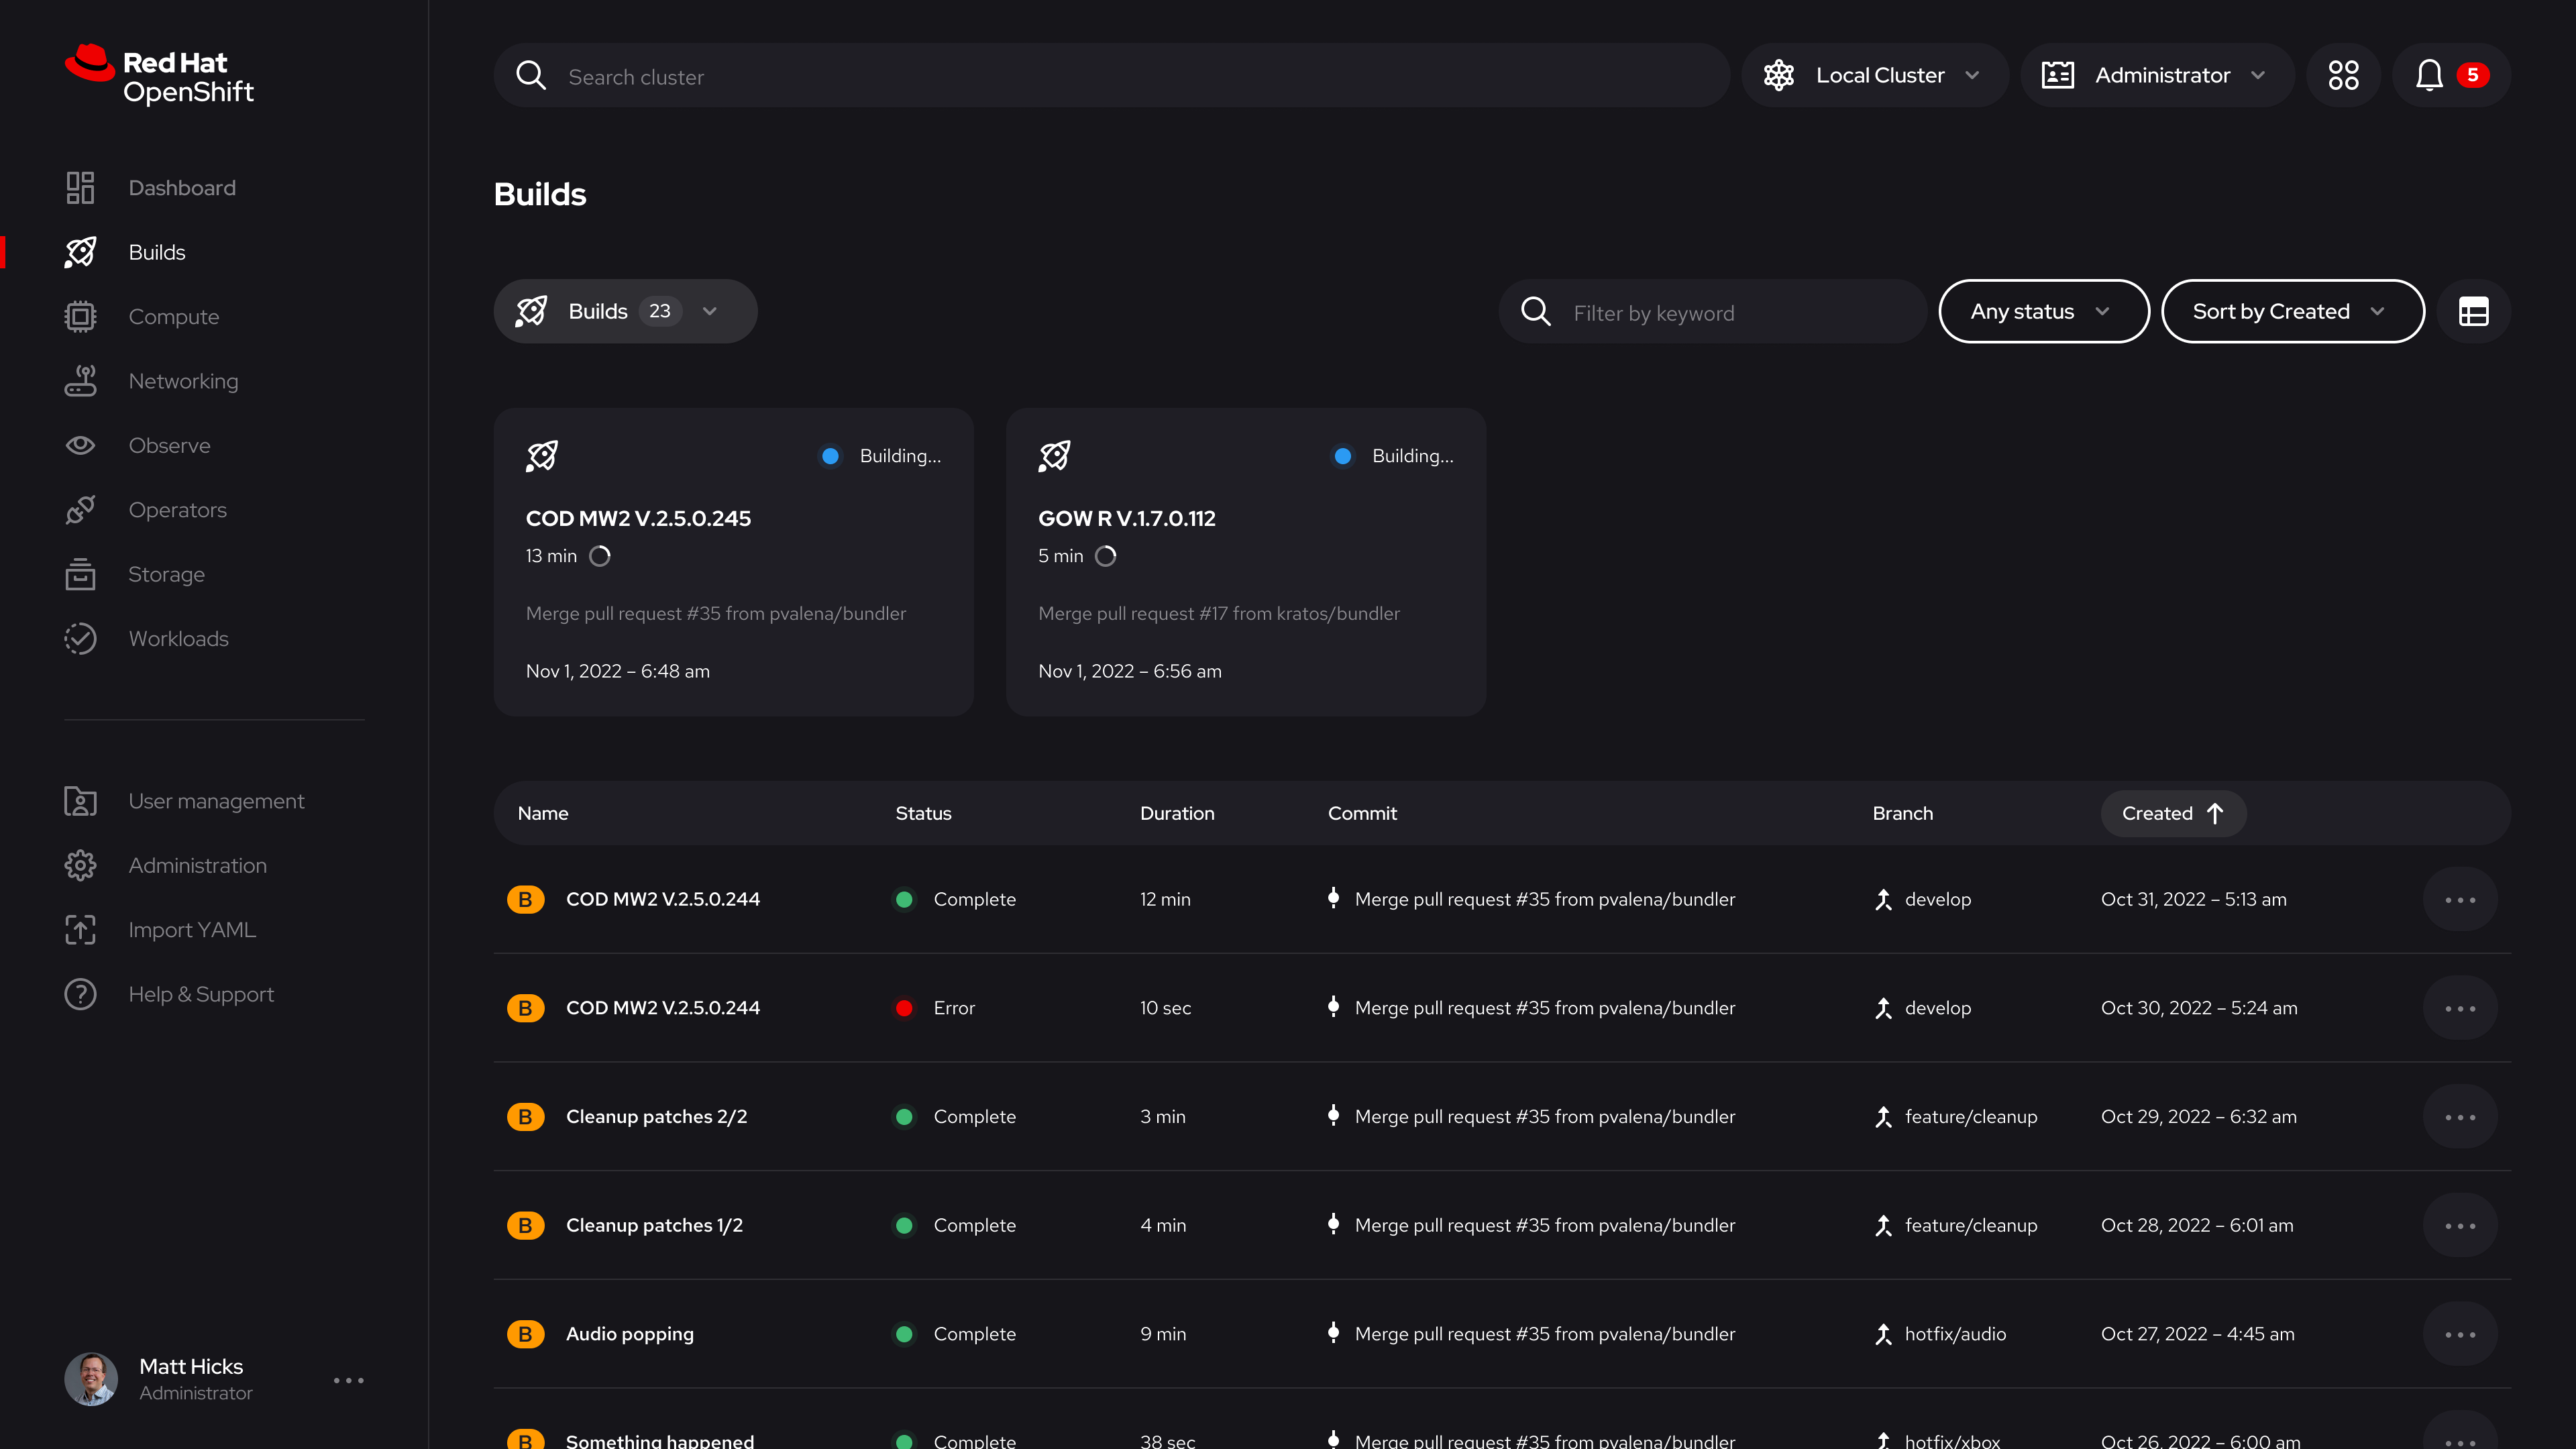 Red Hat
OpenShift
Search cluster
Local Cluster
Administrator
5
Dashboard
Builds
Compute
Networking
Observe
Operators
Storage
Workloads
User management
Administration
Import YAML
Help & Support
Matt Hicks
Administrator
Builds
Builds 23
Filter by keyword
Any status
Sort by Created
Building...
COD MW2 V.2.5.0.245
13 min
Merge pull request #35 from pvalena/bundler
Nov 1, 2022 – 6:48 am
Building...
GOW R V.1.7.0.112
5 min
Merge pull request #17 from kratos/bundler
Nov 1, 2022 – 6:56 am
Name Status Duration Commit Branch Created
B COD MW2 V.2.5.0.244 Complete 12 min Merge pull request #35 from pvalena/bundler develop Oct 31, 2022 – 5:13 am
B COD MW2 V.2.5.0.244 Error 10 sec Merge pull request #35 from pvalena/bundler develop Oct 30, 2022 – 5:24 am
B Cleanup patches 2/2 Complete 3 min Merge pull request #35 from pvalena/bundler feature/cleanup Oct 29, 2022 – 6:32 am
B Cleanup patches 1/2 Complete 4 min Merge pull request #35 from pvalena/bundler feature/cleanup Oct 28, 2022 – 6:01 am
B Audio popping Complete 9 min Merge pull request #35 from pvalena/bundler hotfix/audio Oct 27, 2022 – 4:45 am
B Something happened Complete 38 sec Merge pull request #35 from pvalena/bundler hotfix/xbox Oct 26, 2022 – 6:00 am